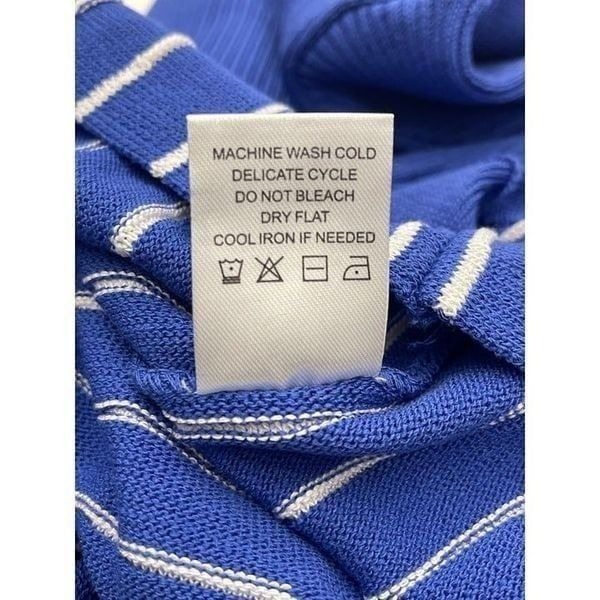 MACHINE WASH COLD
DELICATE CYCLE
DO NOT BLEACH
DRY FLAT
COOL IRON IF NEEDED